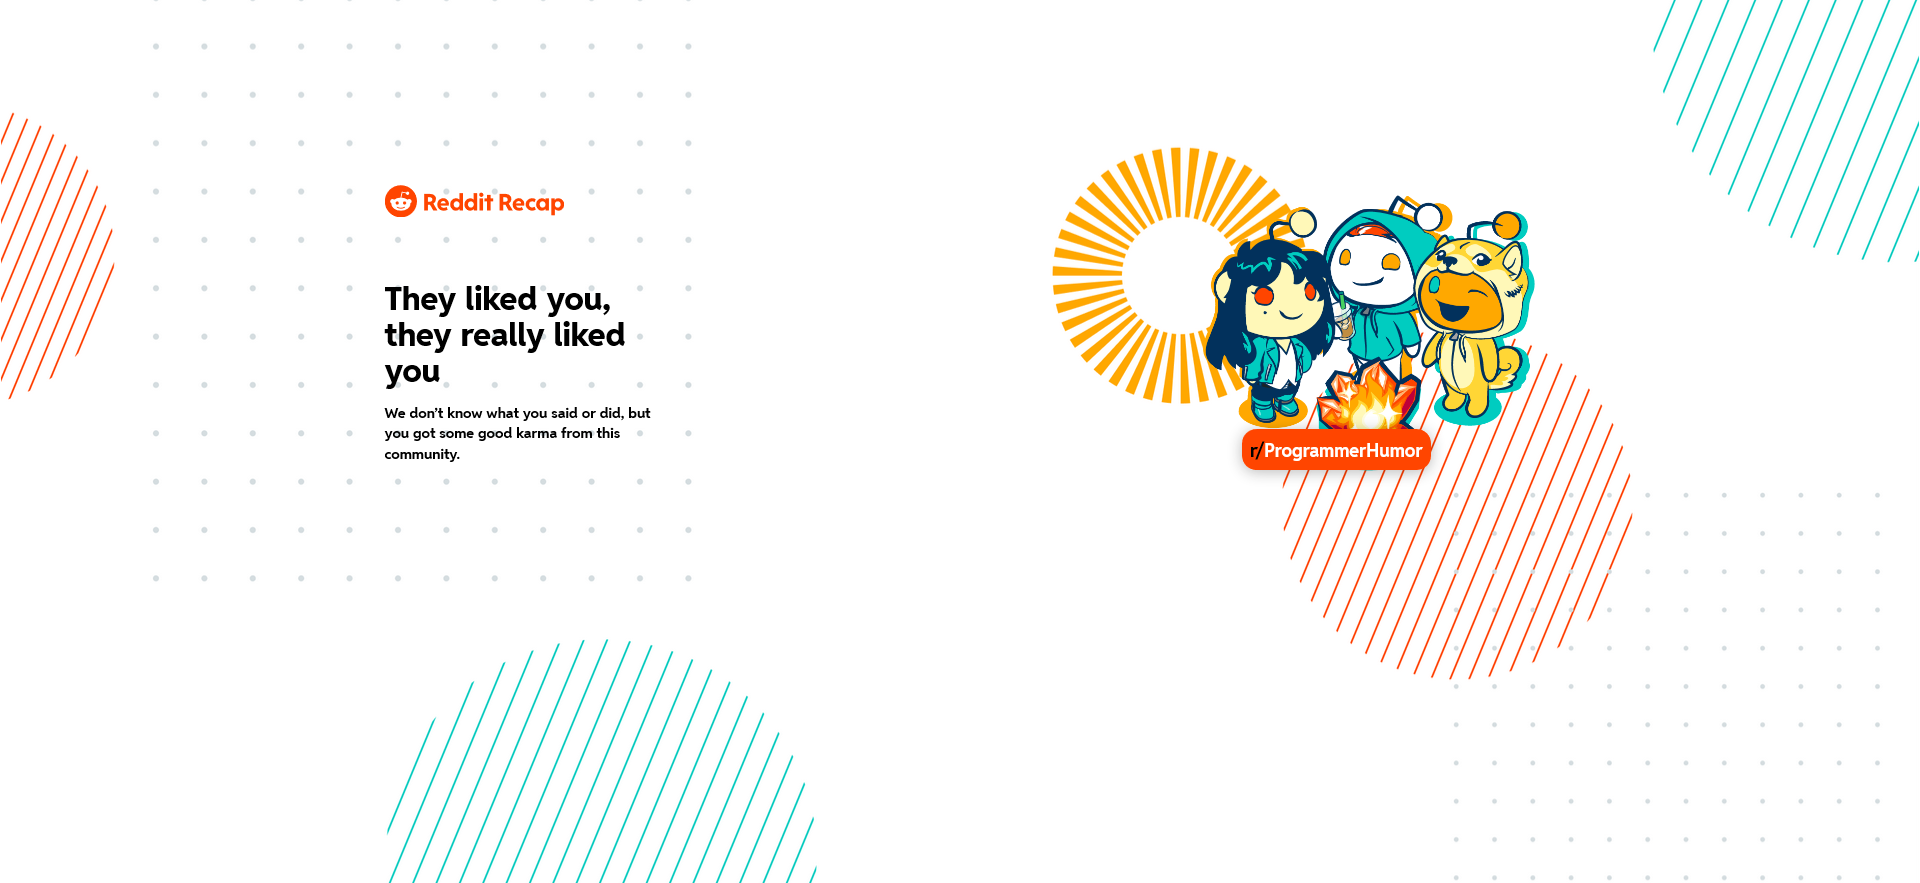 Reddit Recap
They liked you,
they really liked
you
We don’t know what you said or did, but
you got some good karma from this
community.
r/ProgrammerHumor